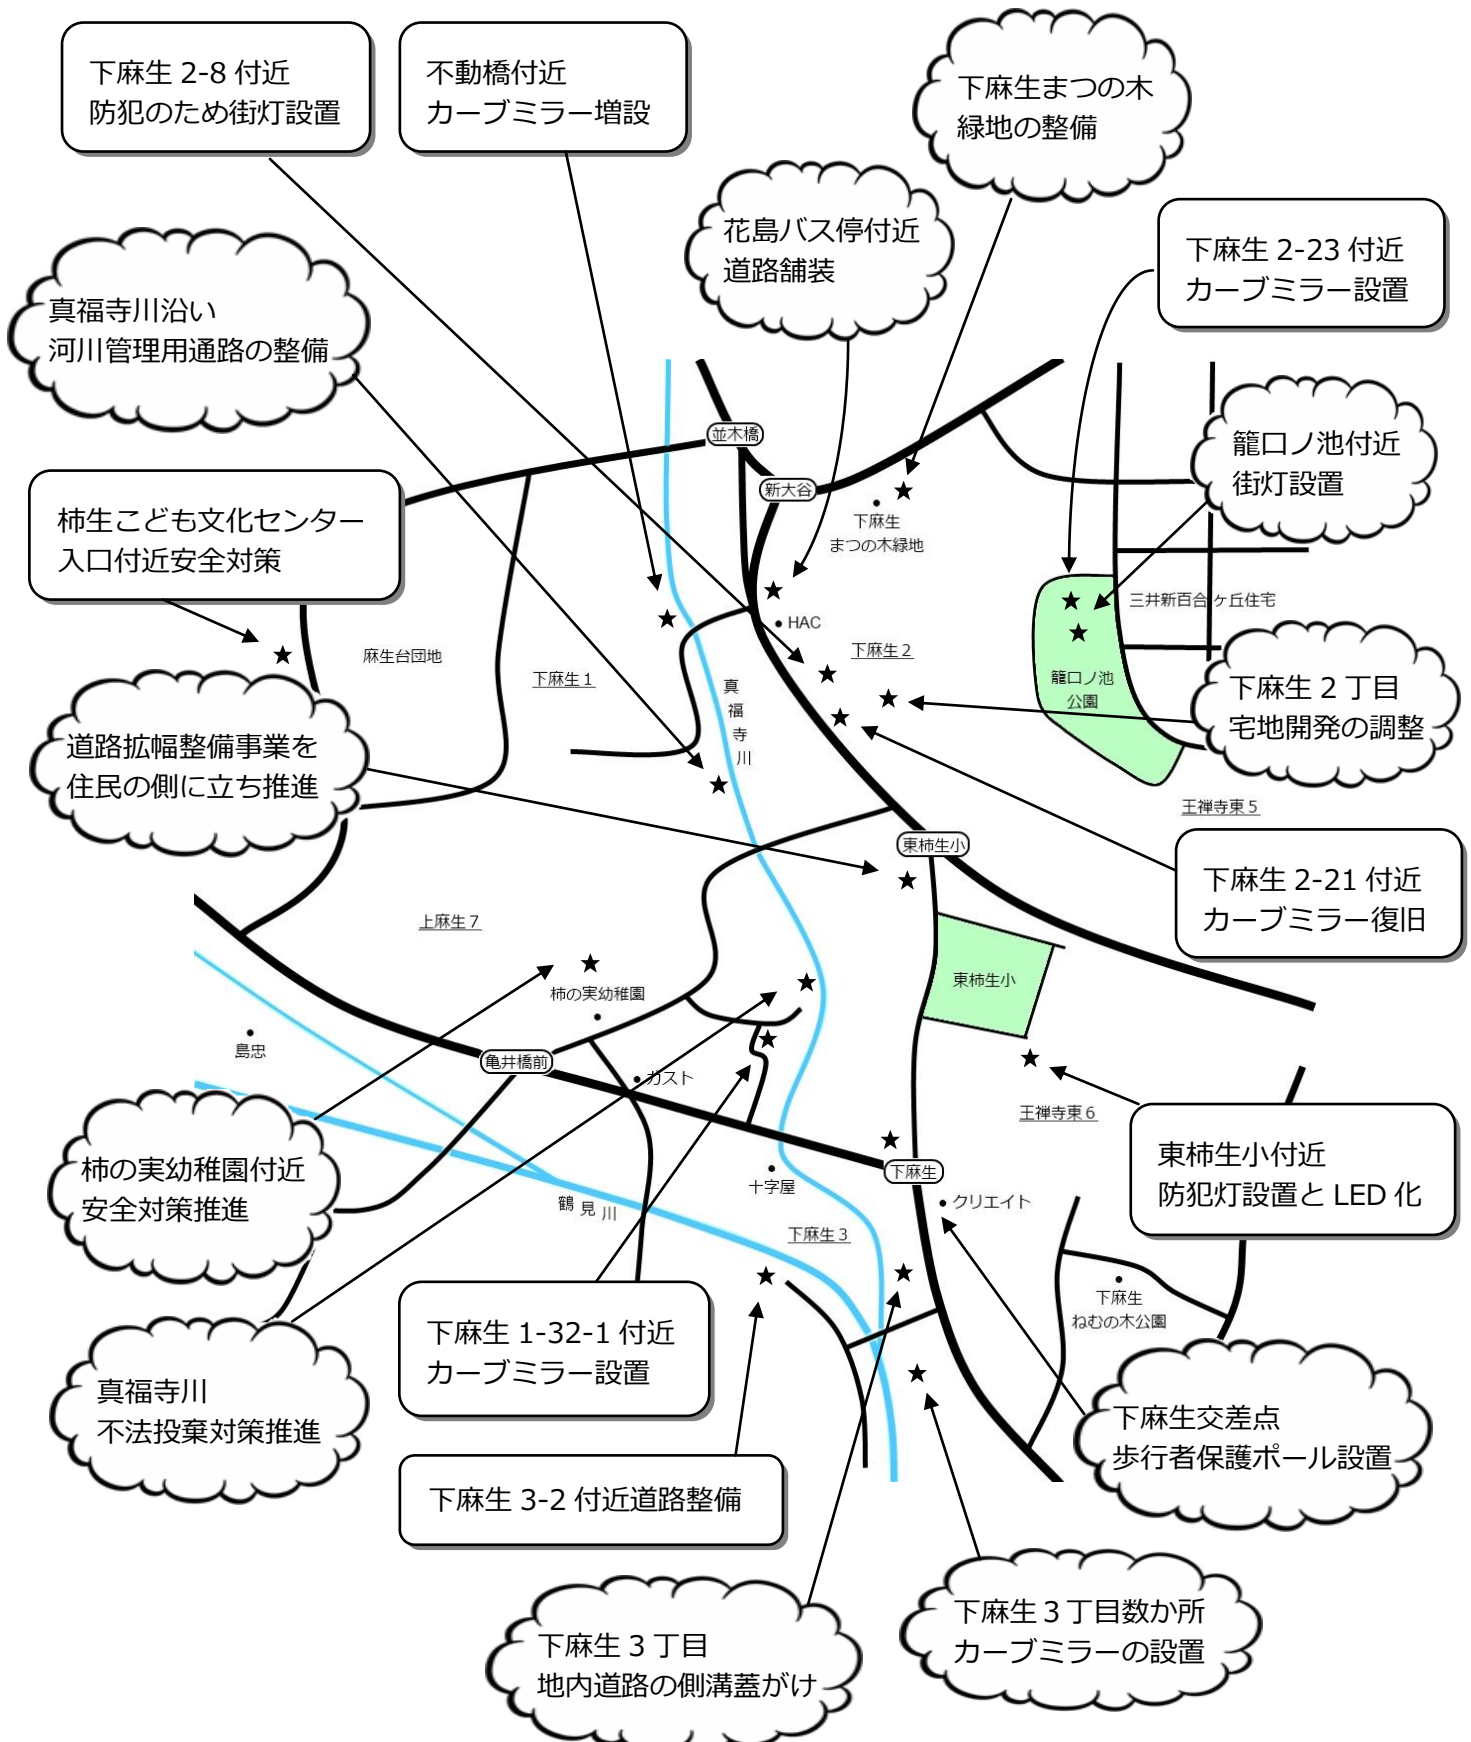 下麻生 2-8 付近
防犯のため街灯設置
不動橋付近
カーブミラー増設
下麻生まつの木
緑地の整備
花島バス停付近
道路舗装
下麻生 2-23 付近
カーブミラー設置
真福寺川沿い
河川管理用通路の整備
並木橋
新大谷
籠口ノ池付近
街灯設置
柿生こども文化センター
入口付近安全対策
下麻生
まつの木緑地
三井新百合ヶ丘住宅
HAC
麻生台団地
下麻生１
下麻生２
真福寺川
籠口ノ池
公園
下麻生２丁目
宅地開発の調整
道路拡幅整備事業を
住民の側に立ち推進
王禅寺東５
東柿生小
下麻生 2-21 付近
カーブミラー復旧
上麻生７
柿の実幼稚園
東柿生小
島忠
亀井橋前
ガスト
王禅寺東６
東柿生小付近
防犯灯設置と LED 化
柿の実幼稚園付近
安全対策推進
十字屋
下麻生
クリエイト
鶴見川
下麻生３
下麻生
ねむの木公園
下麻生 1-32-1 付近
カーブミラー設置
真福寺川
不法投棄対策推進
下麻生交差点
歩行者保護ポール設置
下麻生 3-2 付近道路整備
下麻生３丁目数か所
カーブミラーの設置
下麻生３丁目
地内道路の側溝蓋がけ